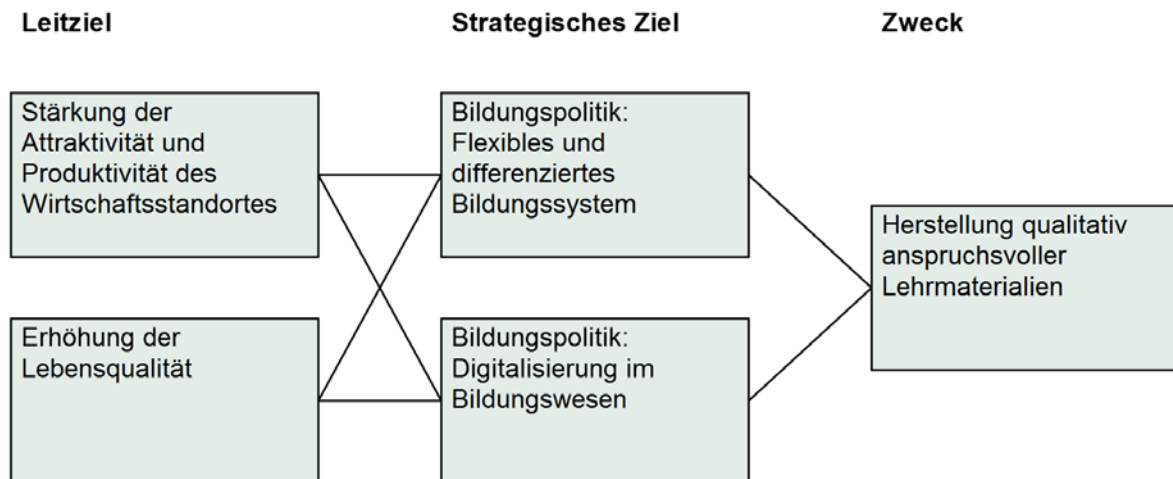 Leitziel
Strategisches Ziel
Zweck
Stärkung der
Attraktivität und
Produktivität des
Wirtschaftsstandortes
Bildungspolitik:
Flexibles und
differenziertes
Bildungssystem
Herstellung qualitativ
anspruchsvoller
Lehrmaterialien
Erhöhung der
Lebensqualität
Bildungspolitik:
Digitalisierung im
Bildungswesen